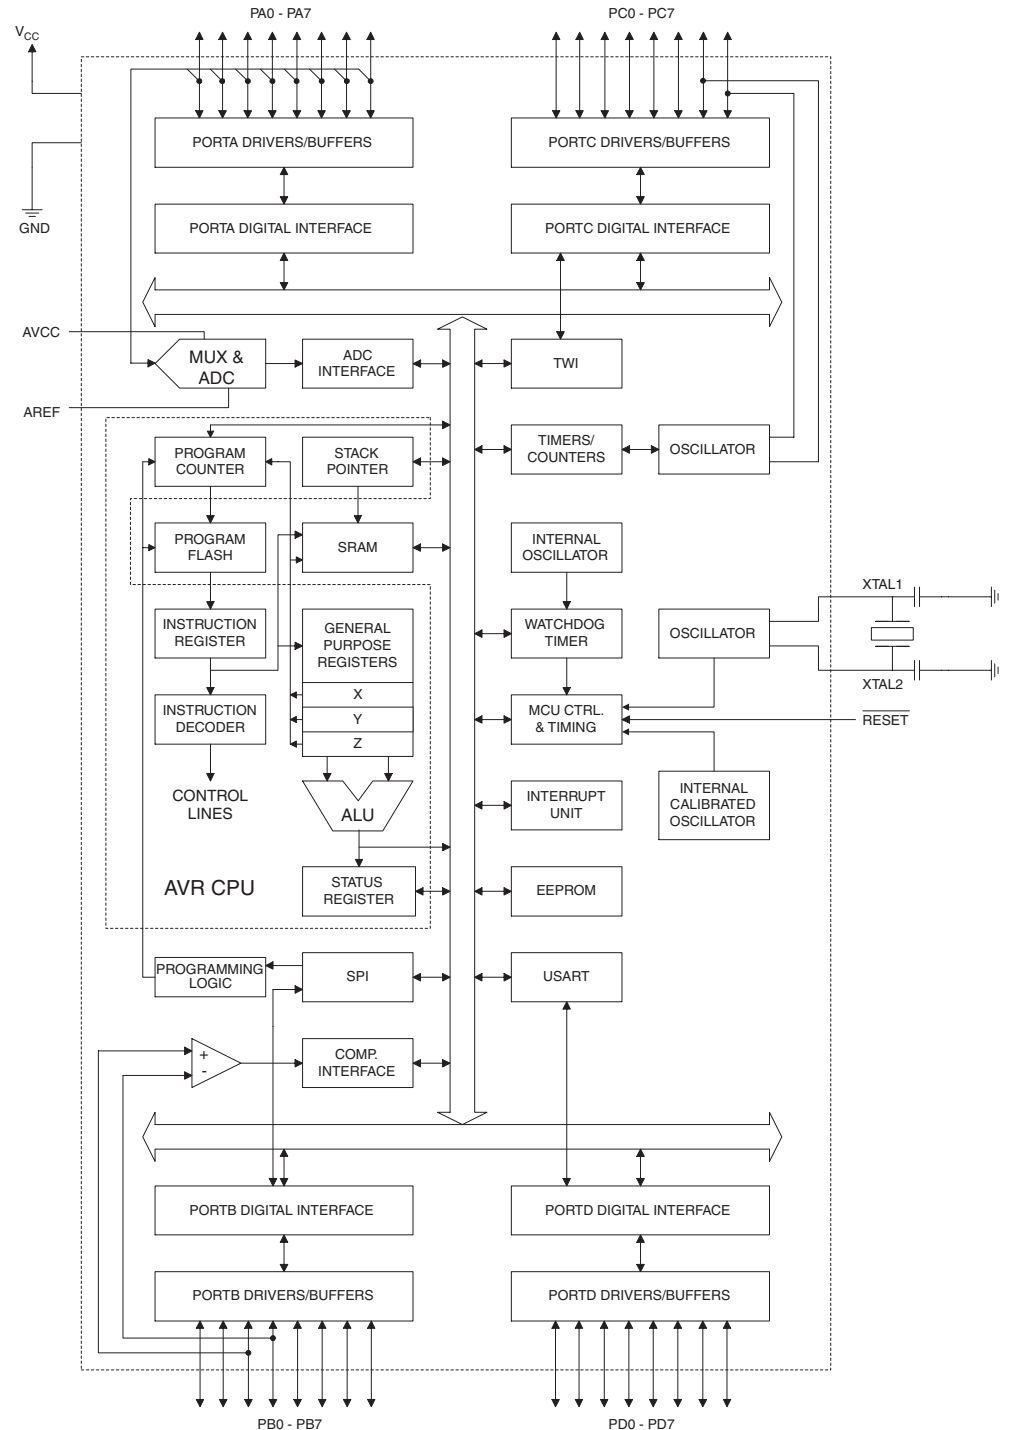 PA0 - PA7
PC0 - PC7
VCC
PORTA DRIVERS/BUFFERS
PORTC DRIVERS/BUFFERS
GND
PORTA DIGITAL INTERFACE
PORTC DIGITAL INTERFACE
AVCC
MUX &
ADC
ADC
INTERFACE
TWI
AREF
PROGRAM
COUNTER
STACK
POINTER
TIMERS/
COUNTERS
OSCILLATOR
PROGRAM
FLASH
SRAM
INTERNAL
OSCILLATOR
XTAL1
INSTRUCTION
REGISTER
GENERAL
PURPOSE
REGISTERS
WATCHDOG
TIMER
OSCILLATOR
XTAL2
X
INSTRUCTION
DECODER
Y
MCU CTRL.
& TIMING
RESET
Z
CONTROL
LINES
ALU
INTERRUPT
UNIT
INTERNAL
CALIBRATED
OSCILLATOR
AVR CPU
STATUS
REGISTER
EEPROM
PROGRAMMING
LOGIC
SPI
USART
+
-
COMP.
INTERFACE
PORTB DIGITAL INTERFACE
PORTD DIGITAL INTERFACE
PORTB DRIVERS/BUFFERS
PORTD DRIVERS/BUFFERS
PB0 - PB7
PD0 - PD7